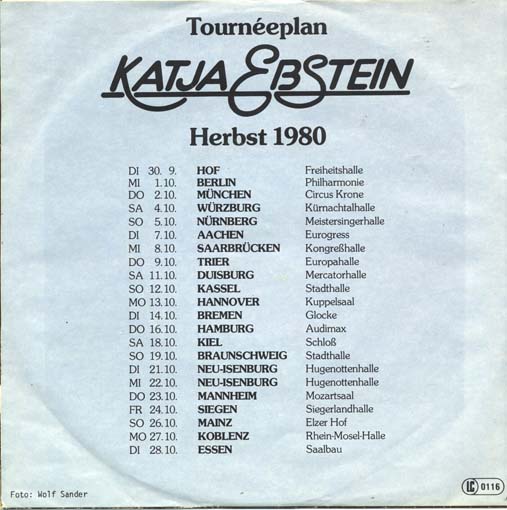 Tournéeplan
KATJA EBSTEIN
Herbst 1980
DI 30. 9. HOF Freiheitshalle
MI 1.10. BERLIN Philharmonie
DO 2.10. MÜNCHEN Circus Krone
SA 4.10. WÜRZBURG Kürnachtalhalle
SO 5.10. NÜRNBERG Meistersingerhalle
DI 7.10. AACHEN Eurogress
MI 8.10. SAARBRÜCKEN Kongreßhalle
DO 9.10. TRIER Europahalle
SA 11.10. DUISBURG Mercatorhalle
SO 12.10. KASSEL Stadthalle
MO 13.10. HANNOVER Kuppelsaal
DI 14.10. BREMEN Glocke
DO 16.10. HAMBURG Audimax
SA 18.10. KIEL Schloß
SO 19.10. BRAUNSCHWEIG Stadthalle
DI 21.10. NEU-ISENBURG Hugenottenhalle
MI 22.10. NEU-ISENBURG Hugenottenhalle
DO 23.10. MANNHEIM Mozartsaal
FR 24.10. SIEGEN Siegerlandhalle
SO 26.10. MAINZ Elzer Hof
MO 27.10. KOBLENZ Rhein-Mosel-Halle
DI 28.10. ESSEN Saalbau
Foto: Wolf Sander
LC 0116